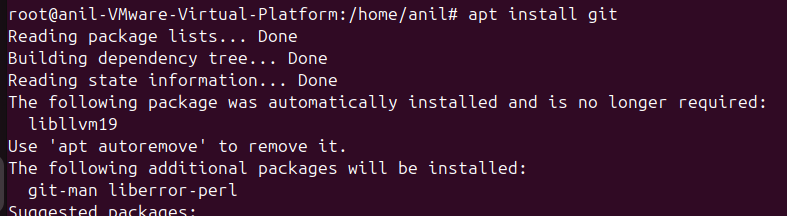 root@anil-VMware-Virtual-Platform:/home/anil# apt install git
Reading package lists... Done
Building dependency tree... Done
Reading state information... Done
The following package was automatically installed and is no longer required:
  libllvm19
Use 'apt autoremove' to remove it.
The following additional packages will be installed:
  git-man liberror-perl
Suggested packages: